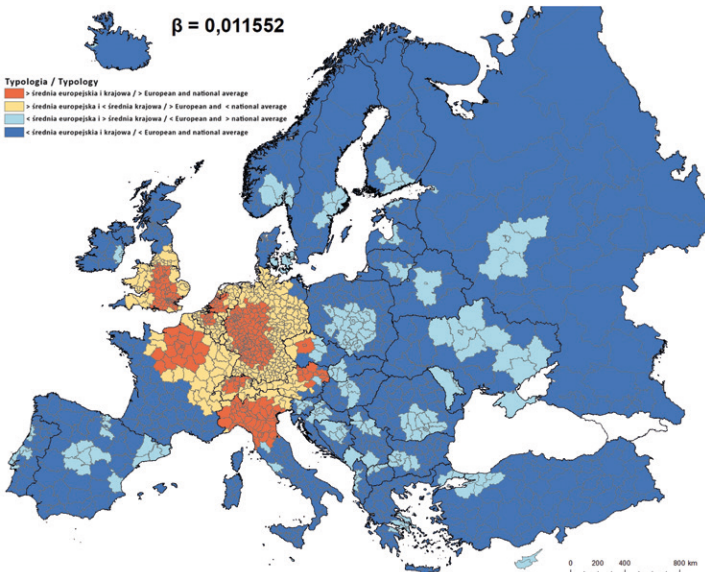 β = 0,011552
Typologia / Typology
> średnia europejska i krajowa / > European and national average
> średnia europejska i < średnia krajowa / > European and < national average
< średnia europejska i > średnia krajowa / < European and > national average
< średnia europejska i krajowa / < European and national average
0 200 400 800 km